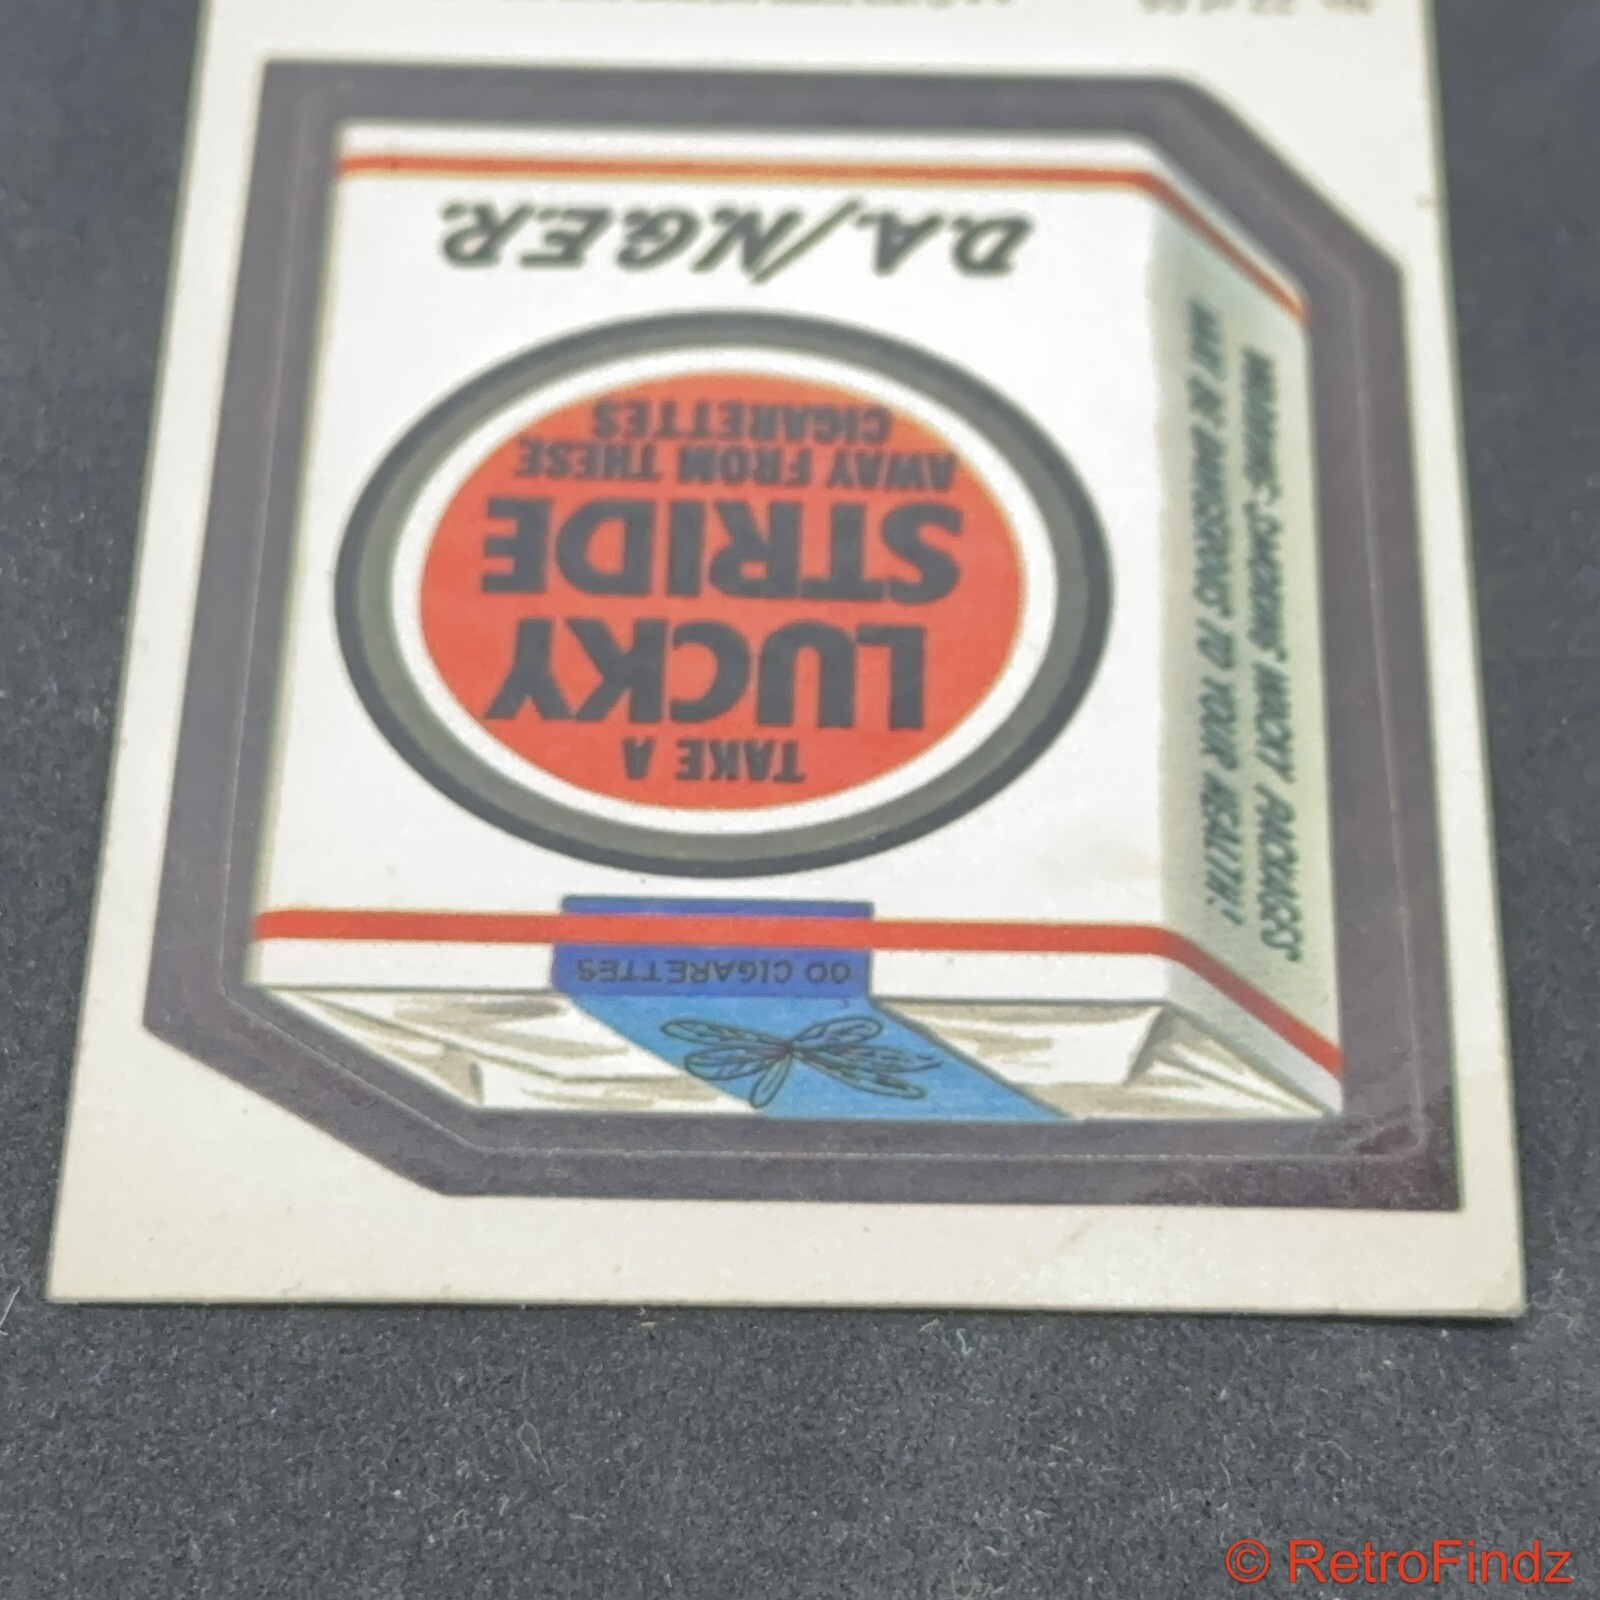 OO CIGARETTES
TAKE A
LUCKY
STRIDE
AWAY FROM THESE
CIGARETTES
D.A./N.G.E.R.
WARNING: SMOKING WACKY PACKAGES
MAY BE DANGEROUS TO YOUR HEALTH!
© RetroFindz